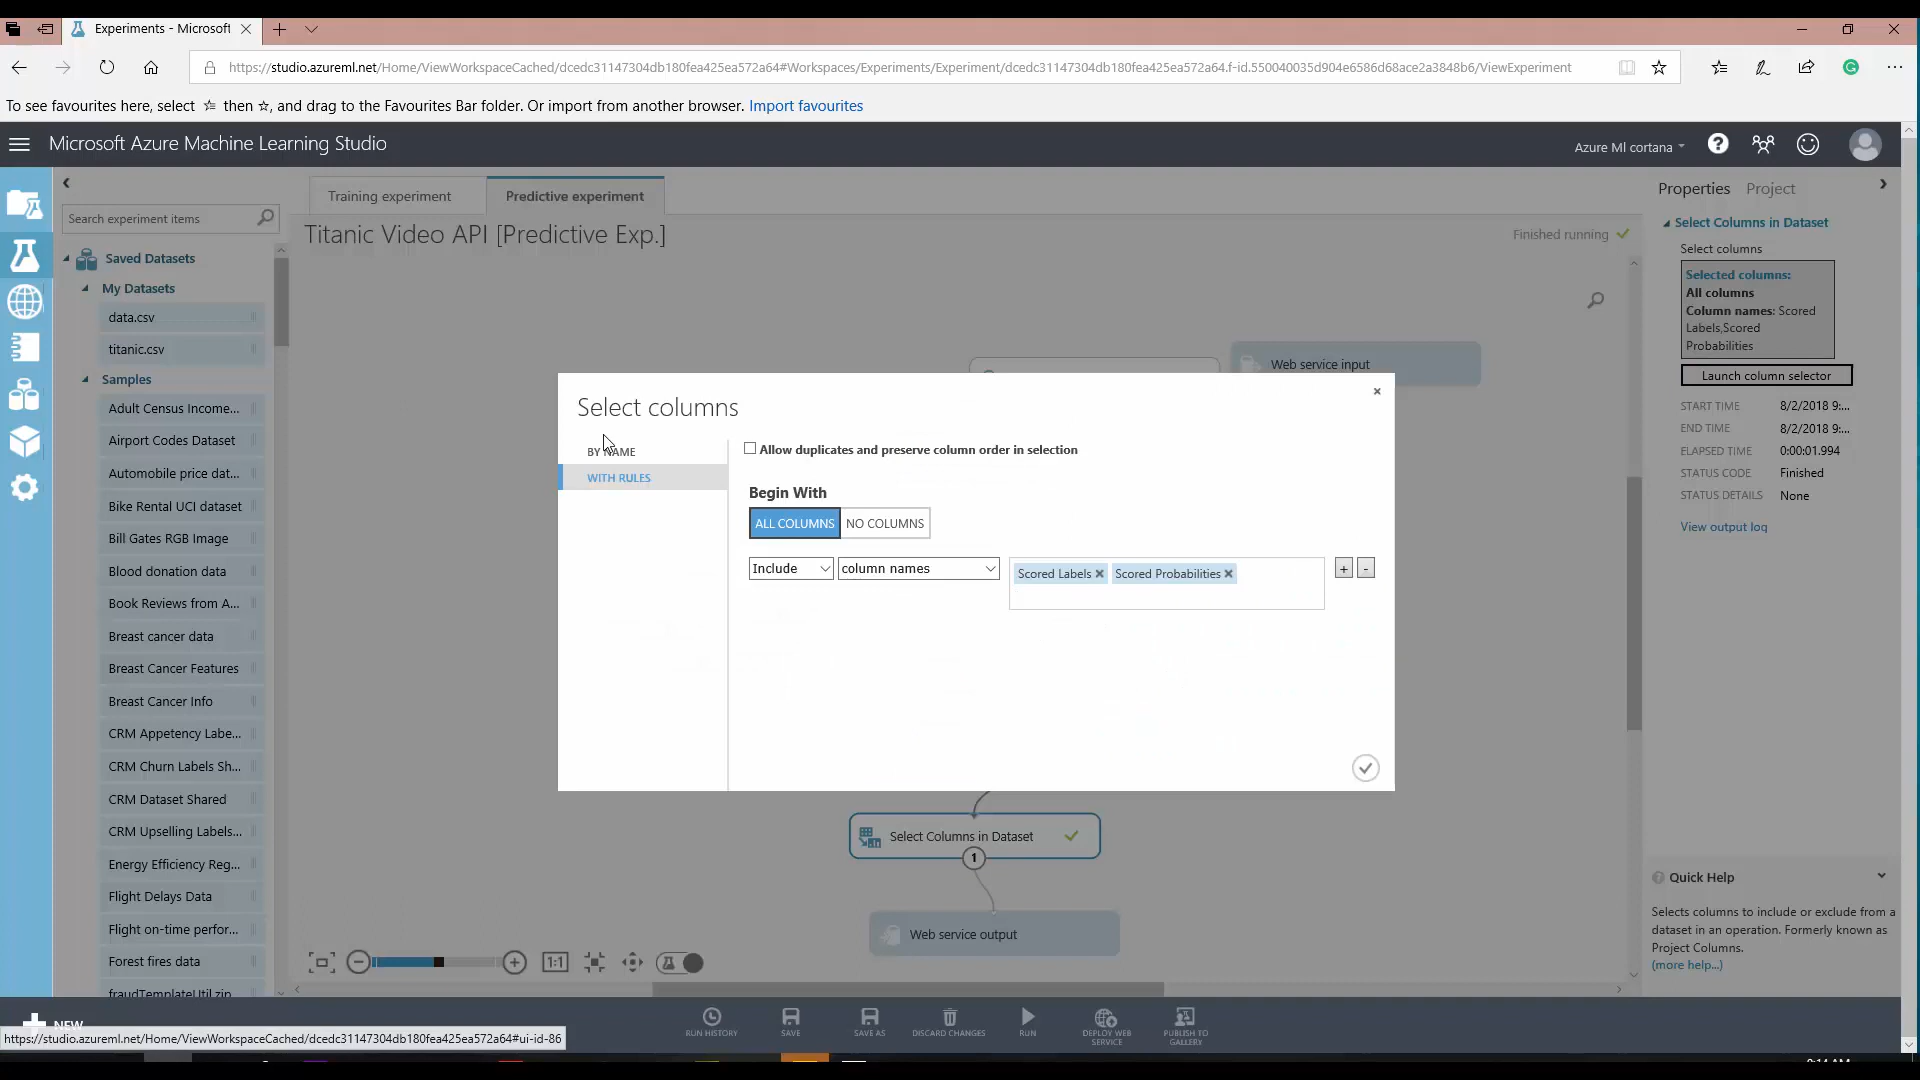 Experiments - Microsoft
https://studio.azureml.net/Home/ViewWorkspaceCached/dcedc31147304db180fea425ea572a64#Workspaces/Experiments/Experiment/dcedc31147304db180fea425ea572a64.f-id.550040035d904e6586d68ace2a3848b6/ViewExperiment
To see favourites here, select then ☆, and drag to the Favourites Bar folder. Or import from another browser. Import favourites
Microsoft Azure Machine Learning Studio
Azure Ml cortana
Search experiment items
Saved Datasets
My Datasets
data.csv
titanic.csv
Samples
Adult Census Income...
Airport Codes Dataset
Automobile price dat...
Bike Rental UCI dataset
Bill Gates RGB Image
Blood donation data
Book Reviews from A...
Breast cancer data
Breast Cancer Features
Breast Cancer Info
CRM Appetency Labe...
CRM Churn Labels Sh...
CRM Dataset Shared
CRM Upselling Labels...
Energy Efficiency Reg...
Flight Delays Data
Flight on-time perfor...
Forest fires data
fraudTemplateUtil.zip
Training experiment
Predictive experiment
Titanic Video API [Predictive Exp.]
Finished running
Web service input
Select columns
BY NAME
WITH RULES
Allow duplicates and preserve column order in selection
Begin With
ALL COLUMNS
NO COLUMNS
Include
column names
Scored Labels
Scored Probabilities
+
-
Select Columns in Dataset
1
Web service output
1:1
Properties
Project
Select Columns in Dataset
Select columns
Selected columns:
All columns
Column names: Scored
Labels,Scored
Probabilities
Launch column selector
START TIME 8/2/2018 9:...
END TIME 8/2/2018 9:...
ELAPSED TIME 0:00:01.994
STATUS CODE Finished
STATUS DETAILS None
View output log
Quick Help
Selects columns to include or exclude from a
dataset in an operation. Formerly known as
Project Columns.
(more help...)
NEW
RUN HISTORY
SAVE
SAVE AS
DISCARD CHANGES
RUN
DEPLOY WEB
SERVICE
PUBLISH TO
GALLERY
https://studio.azureml.net/Home/ViewWorkspaceCached/dcedc31147304db180fea425ea572a64#ui-id-86